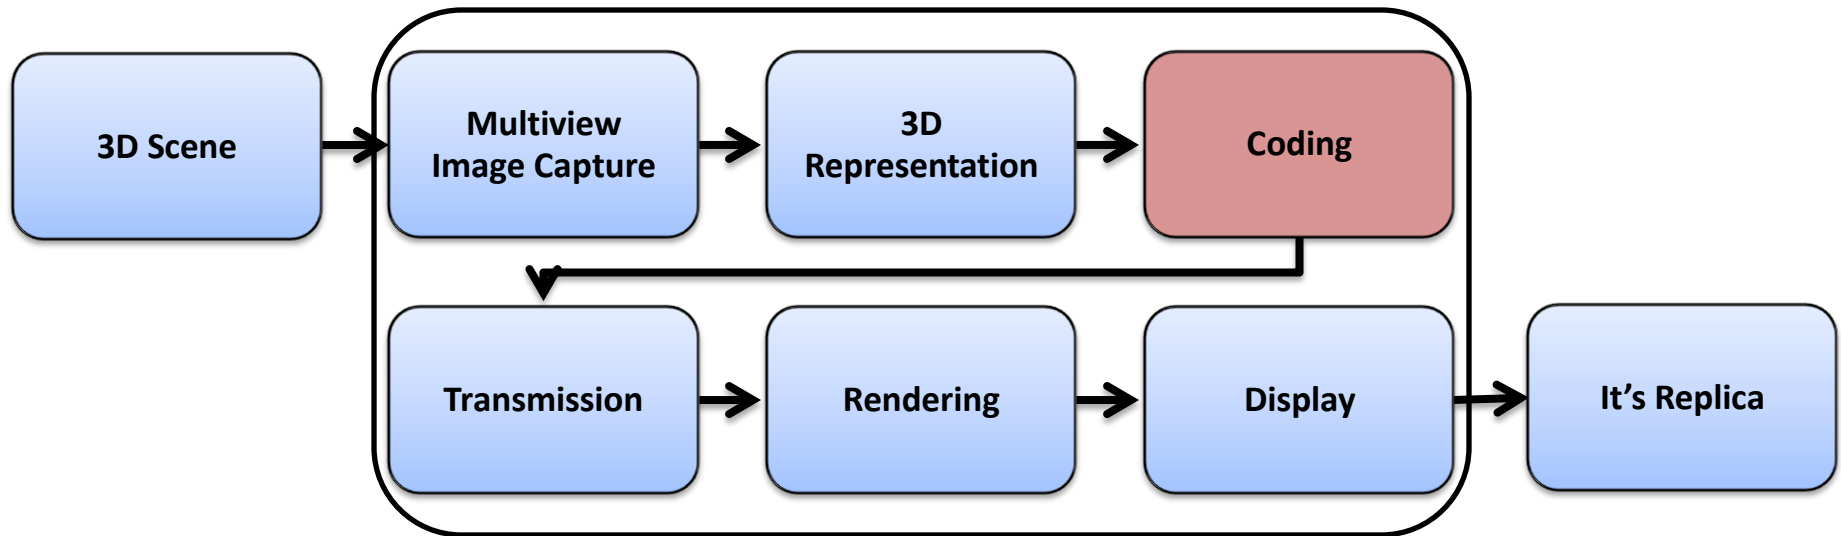 3D Scene
Multiview
Image Capture
3D
Representation
Coding
Transmission
Rendering
Display
It’s Replica